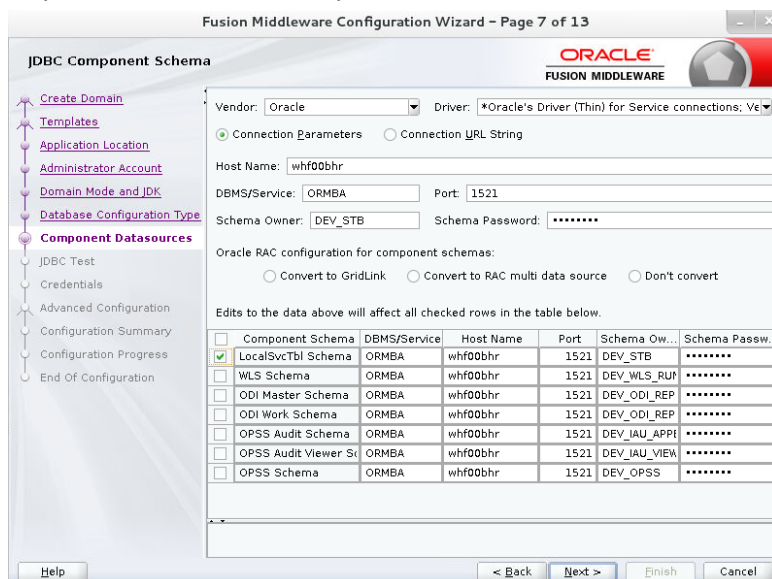 Fusion Middleware Configuration Wizard - Page 7 of 13
JDBC Component Schema
ORACLE
FUSION MIDDLEWARE
Create Domain
Templates
Application Location
Administrator Account
Domain Mode and JDK
Database Configuration Type
Component Datasources
JDBC Test
Credentials
Advanced Configuration
Configuration Summary
Configuration Progress
End Of Configuration
Vendor: Oracle Driver: *Oracle's Driver (Thin) for Service connections; Ve
Connection Parameters Connection URL String
Host Name: whf00bhr
DBMS/Service: ORMBA Port: 1521
Schema Owner: DEV_STB Schema Password: ••••••••
Oracle RAC configuration for component schemas:
Convert to GridLink Convert to RAC multi data source Don't convert
Edits to the data above will affect all checked rows in the table below.
Component Schema DBMS/Service Host Name Port Schema Ow... Schema Passw.
LocalSvcTbl Schema ORMBA whf00bhr 1521 DEV_STB ••••••••
WLS Schema ORMBA whf00bhr 1521 DEV_WLS_RUN ••••••••
ODI Master Schema ORMBA whf00bhr 1521 DEV_ODI_REP ••••••••
ODI Work Schema ORMBA whf00bhr 1521 DEV_ODI_REP ••••••••
OPSS Audit Schema ORMBA whf00bhr 1521 DEV_IAU_APPE ••••••••
OPSS Audit Viewer Sc ORMBA whf00bhr 1521 DEV_IAU_VIEW ••••••••
OPSS Schema ORMBA whf00bhr 1521 DEV_OPSS ••••••••
Help < Back Next > Finish Cancel